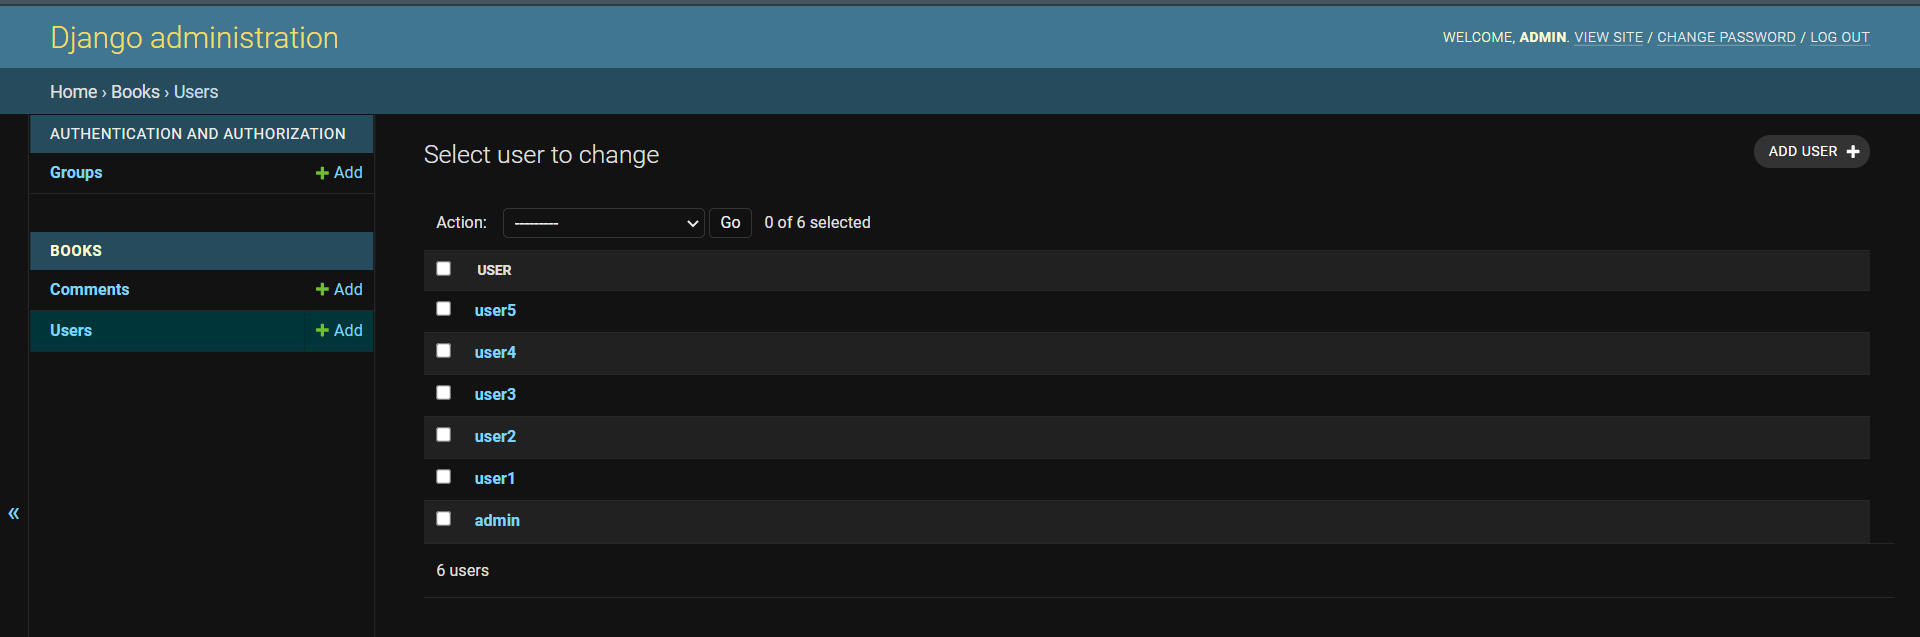 Django administration
WELCOME, ADMIN. VIEW SITE / CHANGE PASSWORD / LOG OUT
Home › Books › Users
AUTHENTICATION AND AUTHORIZATION
Groups + Add
BOOKS
Comments + Add
Users + Add
«
Select user to change
ADD USER +
Action: --------- Go 0 of 6 selected
USER
user5
user4
user3
user2
user1
admin
6 users